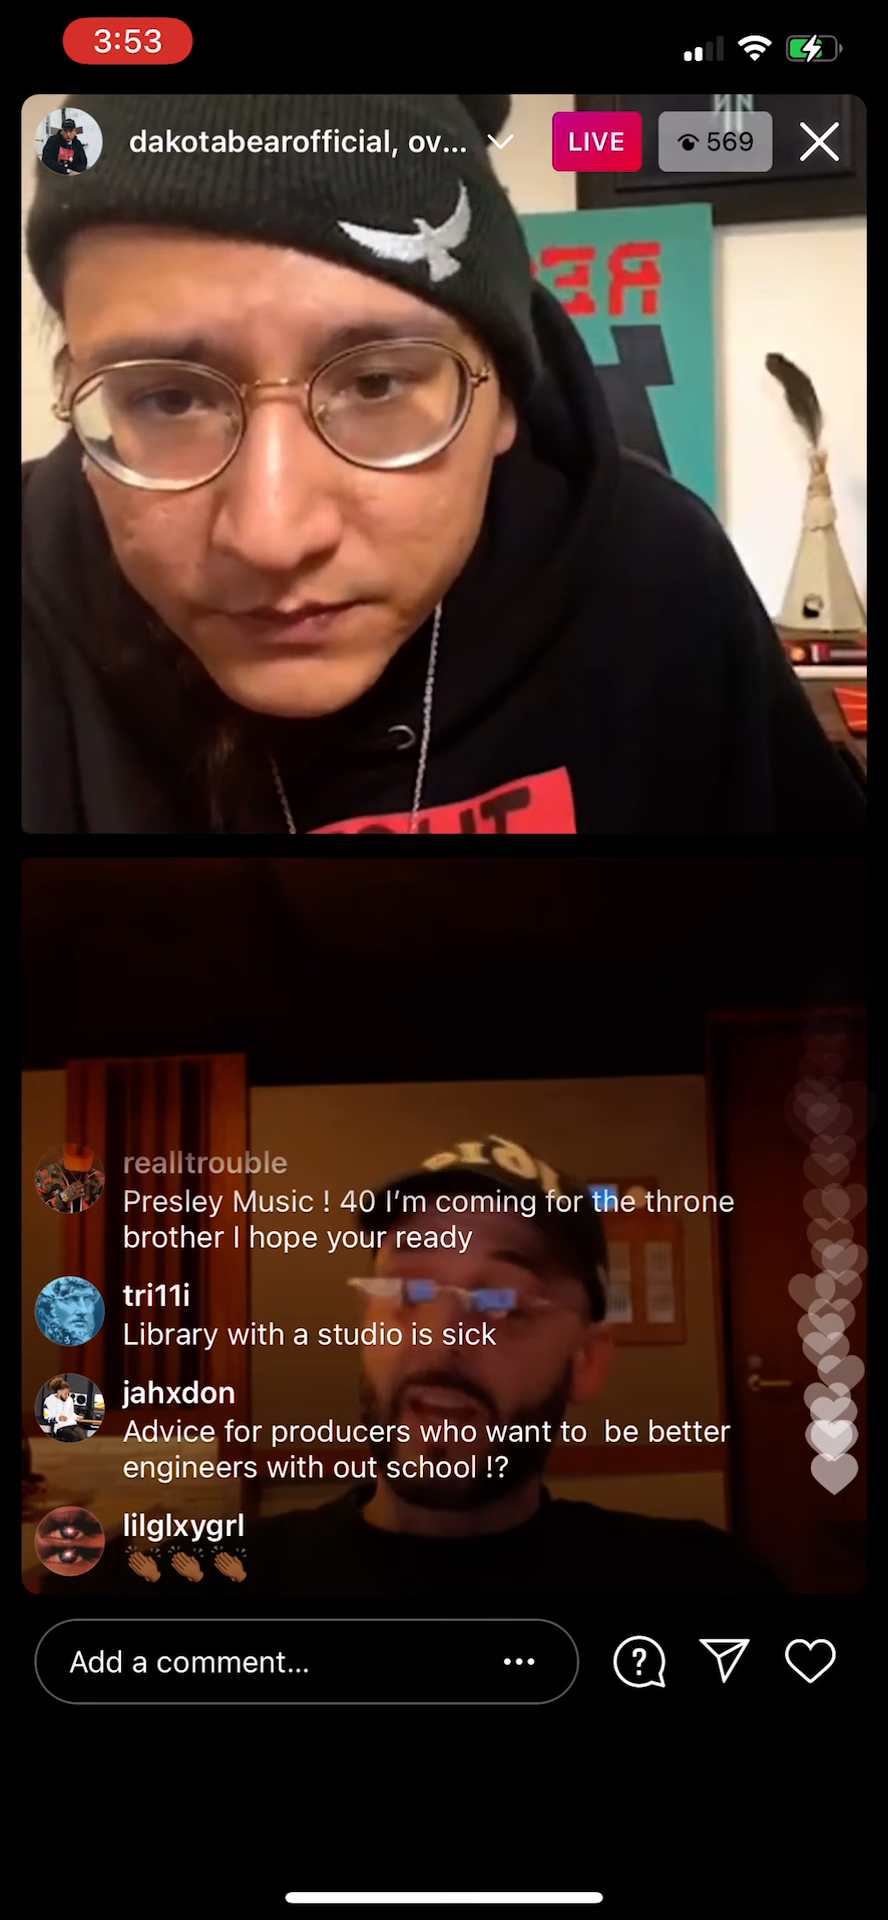 3:53
dakotabearofficial, ov...
LIVE
569
realltrouble
Presley Music ! 40 I’m coming for the throne
brother I hope your ready
tri11i
Library with a studio is sick
jahxdon
Advice for producers who want to  be better
engineers with out school !?
lilglxygrl
👏🏾👏🏾👏🏾
Add a comment...